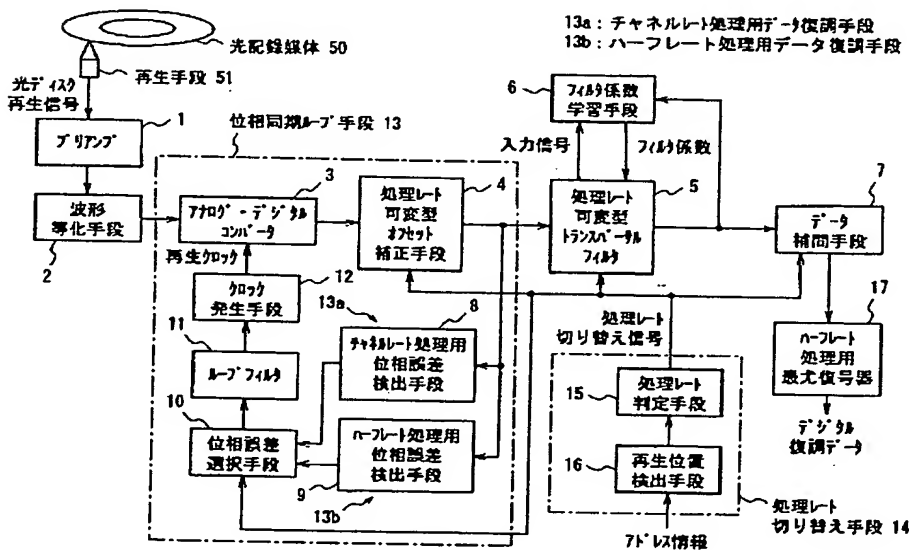 13a：チャネルレート処理用データ復調手段
13b：ハーフレート処理用データ復調手段
光記録媒体 50
再生手段 51
光ディスク
再生信号
1
プリアンプ
波形
等化手段
2
位相同期ループ手段 13
3
アナログ・デジタル
コンバータ
再生クロック
4
処理レート
可変型
オフセット
補正手段
12
クロック
発生手段
11
ループフィルタ
10
位相誤差
選択手段
13a
8
チャネルレート処理用
位相誤差
検出手段
ハーフレート処理用
位相誤差
検出手段
9
13b
6
フィルタ係数
学習手段
入力信号
フィルタ係数
5
処理レート
可変型
トランスバーサル
フィルタ
7
データ
補間手段
17
ハーフレート
処理用
最尤復号器
デジタル
復調データ
処理レート
切り替え信号
15
処理レート
判定手段
16
再生位置
検出手段
アドレス情報
処理レート
切り替え手段 14